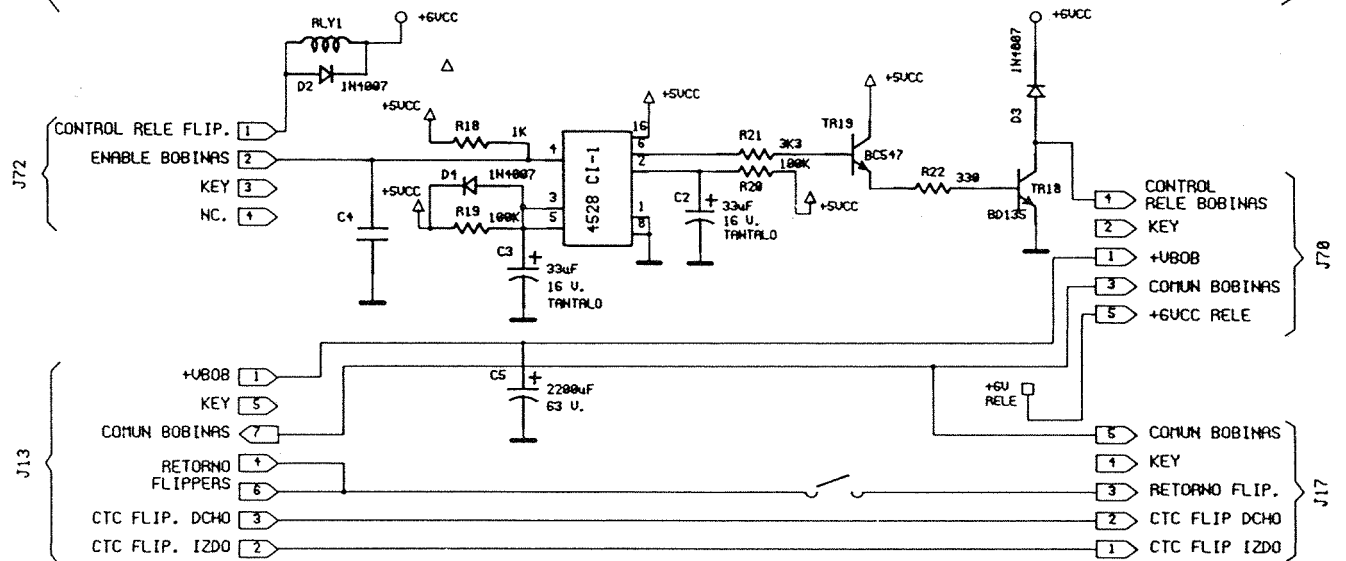 RLY1
+6VCC
D2
1N4007
+6VCC
1N4007
D3
J72
CONTROL RELE FLIP. 1
ENABLE BOBINAS 2
KEY 3
NC. 4
C4
+5VCC
R18
1K
D4
1N4007
+5VCC
R19
100K
C3
+
33uF
16 V.
TANTALO
4
3
5
4528 CI-1
16
6
2
1
8
+5VCC
R21
3K3
100K
R20
+5VCC
C2
+
33uF
16 V.
TANTALO
+5VCC
TR19
BC547
R22
330
TR18
BD135
4 CONTROL
RELE BOBINAS
2 KEY
1 +VBOB
3 COMUN BOBINAS
5 +6VCC RELE
J70
J13
+VBOB 1
KEY 5
COMUN BOBINAS 7
RETORNO 4
FLIPPERS 6
CTC FLIP. DCHO 3
CTC FLIP. IZDO 2
C5
+
2200uF
63 V.
+6V
RELE
5 COMUN BOBINAS
4 KEY
3 RETORNO FLIP.
2 CTC FLIP DCHO
1 CTC FLIP IZDO
J17